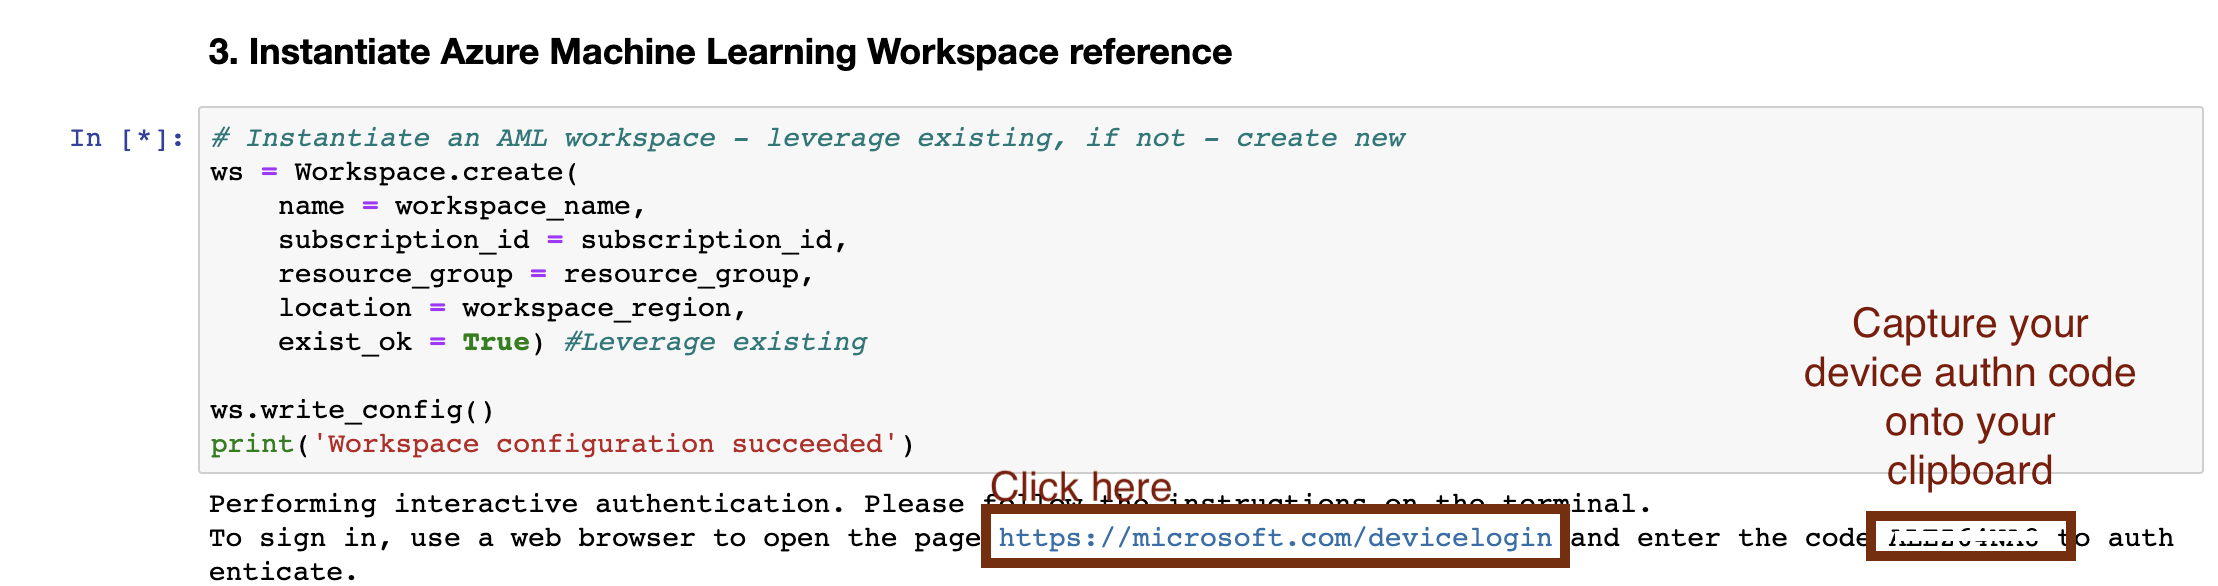 3. Instantiate Azure Machine Learning Workspace reference
In [*]:
# Instantiate an AML workspace - leverage existing, if not - create new
ws = Workspace.create(
    name = workspace_name,
    subscription_id = subscription_id,
    resource_group = resource_group,
    location = workspace_region,
    exist_ok = True) #Leverage existing
ws.write_config()
print('Workspace configuration succeeded')
Capture your
device authn code
onto your
clipboard
Click here
Performing interactive authentication. Please follow the instructions on the terminal.
To sign in, use a web browser to open the page https://microsoft.com/devicelogin and enter the code to auth
enticate.